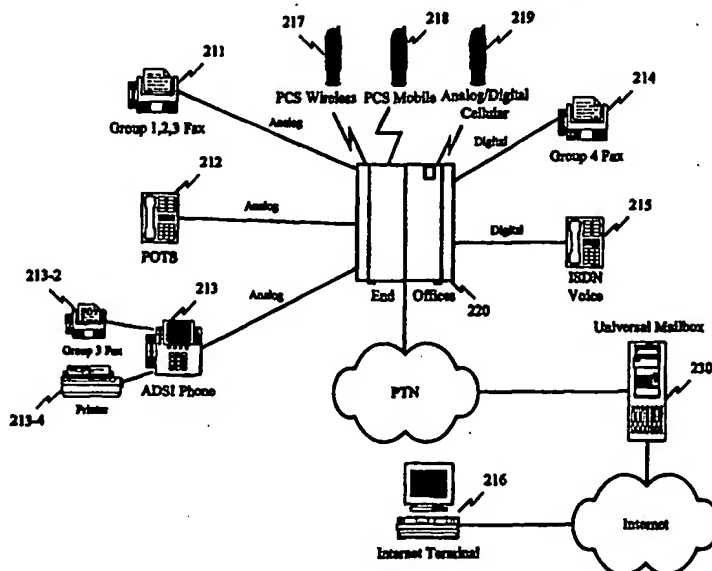 217
218
219
211
PCS Wireless
PCS Mobile
Analog/Digital
Cellular
214
Analog
Group 1,2,3 Fax
Digital
Group 4 Fax
212
Analog
POTS
Digital
215
ISDN
Voice
213-2
213
Analog
End
Offices
220
Group 3 Fax
ADSI Phone
Printer
213-4
PTN
Universal Mailbox
230
216
Internet Terminal
Internet